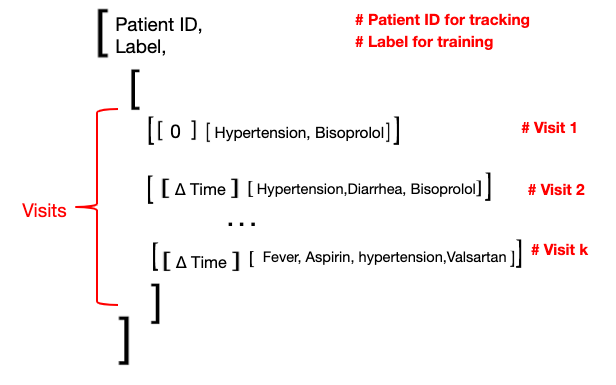 [ Patient ID, # Patient ID for tracking
Label, # Label for training
[
[[ 0 ] [ Hypertension, Bisoprolol]] # Visit 1
[[ Δ Time ] [ Hypertension,Diarrhea, Bisoprolol]] # Visit 2
Visits
...
[[ Δ Time ] [ Fever, Aspirin, hypertension,Valsartan ]] # Visit k
]
]